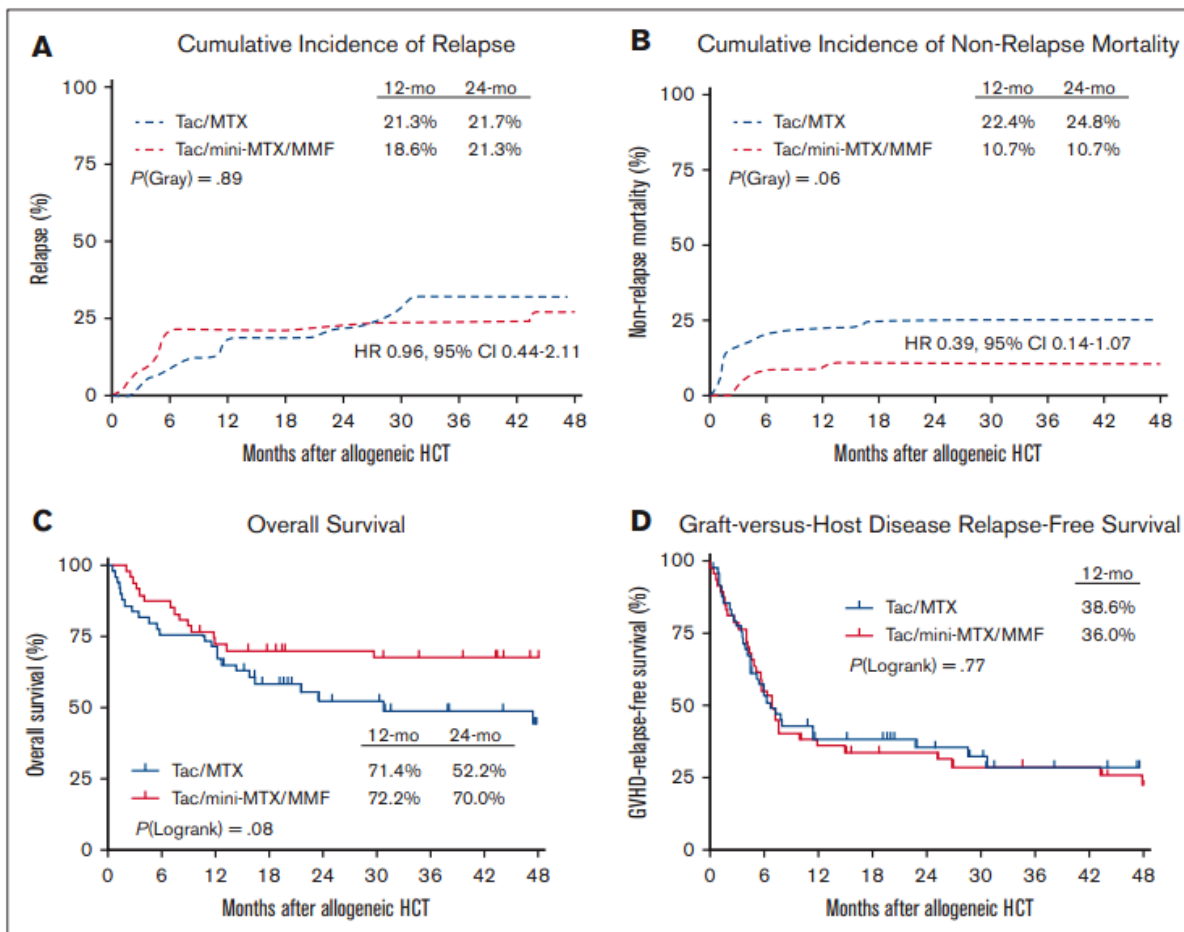 A Cumulative Incidence of Relapse
12-mo 24-mo
Tac/MTX 21.3% 21.7%
Tac/mini-MTX/MMF 18.6% 21.3%
P(Gray) = .89
HR 0.96, 95% CI 0.44-2.11
Relapse (%)
100
75
50
25
0
0 6 12 18 24 30 36 42 48
Months after allogeneic HCT
B Cumulative Incidence of Non-Relapse Mortality
12-mo 24-mo
Tac/MTX 22.4% 24.8%
Tac/mini-MTX/MMF 10.7% 10.7%
P(Gray) = .06
HR 0.39, 95% CI 0.14-1.07
Non-relapse mortality (%)
100
75
50
25
0
0 6 12 18 24 30 36 42 48
Months after allogeneic HCT
C Overall Survival
Overall survival (%)
100
75
50
25
0
12-mo 24-mo
Tac/MTX 71.4% 52.2%
Tac/mini-MTX/MMF 72.2% 70.0%
P(Logrank) = .08
0 6 12 18 24 30 36 42 48
Months after allogeneic HCT
D Graft-versus-Host Disease Relapse-Free Survival
12-mo
Tac/MTX 38.6%
Tac/mini-MTX/MMF 36.0%
P(Logrank) = .77
GVHD-relapse-free survival (%)
100
75
50
25
0
0 6 12 18 24 30 36 42 48
Months after allogeneic HCT